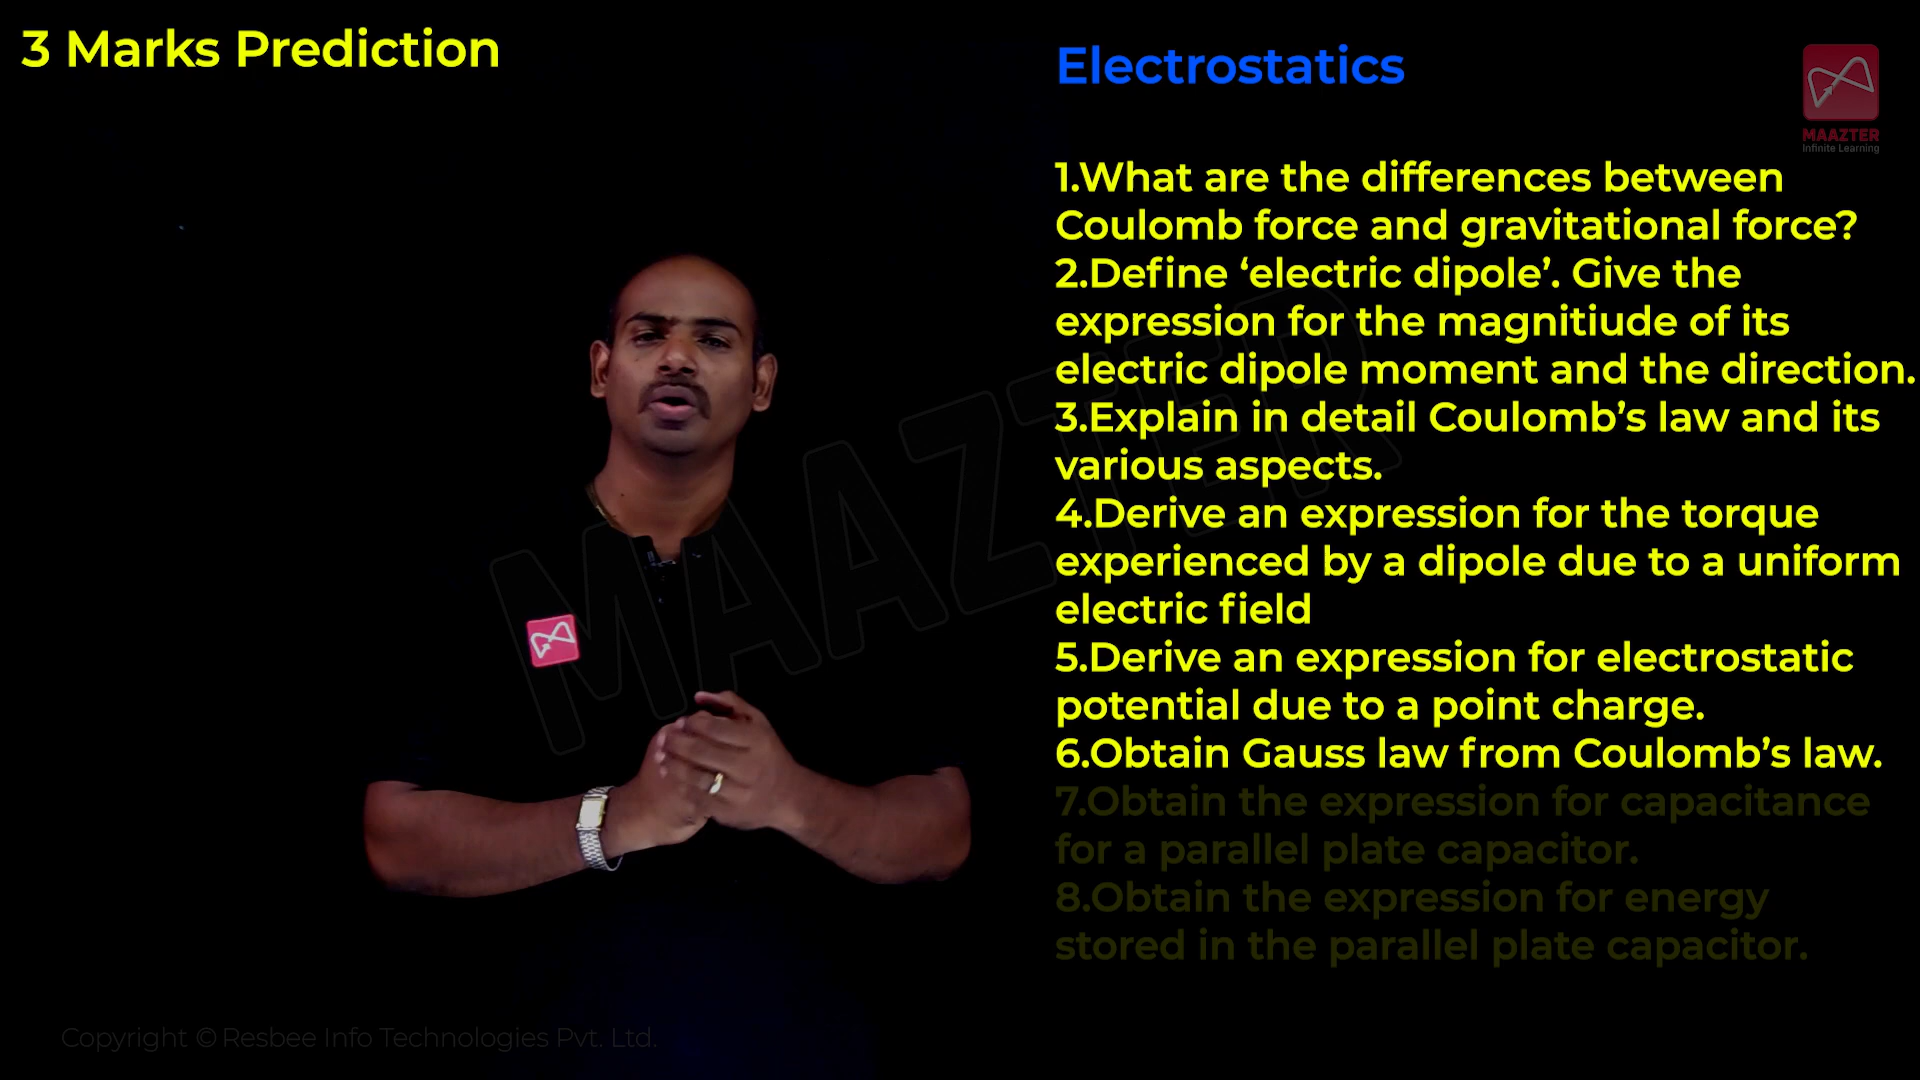 3 Marks Prediction
Electrostatics
MAAZTER
Infinite Learning
1.What are the differences between
Coulomb force and gravitational force?
2.Define ‘electric dipole’. Give the
expression for the magnitiude of its
electric dipole moment and the direction.
3.Explain in detail Coulomb’s law and its
various aspects.
4.Derive an expression for the torque
experienced by a dipole due to a uniform
electric field
5.Derive an expression for electrostatic
potential due to a point charge.
6.Obtain Gauss law from Coulomb’s law.
7.Obtain the expression for capacitance
for a parallel plate capacitor.
8.Obtain the expression for energy
stored in the parallel plate capacitor.
MAAZTER
Copyright © Resbee Info Technologies Pvt. Ltd.